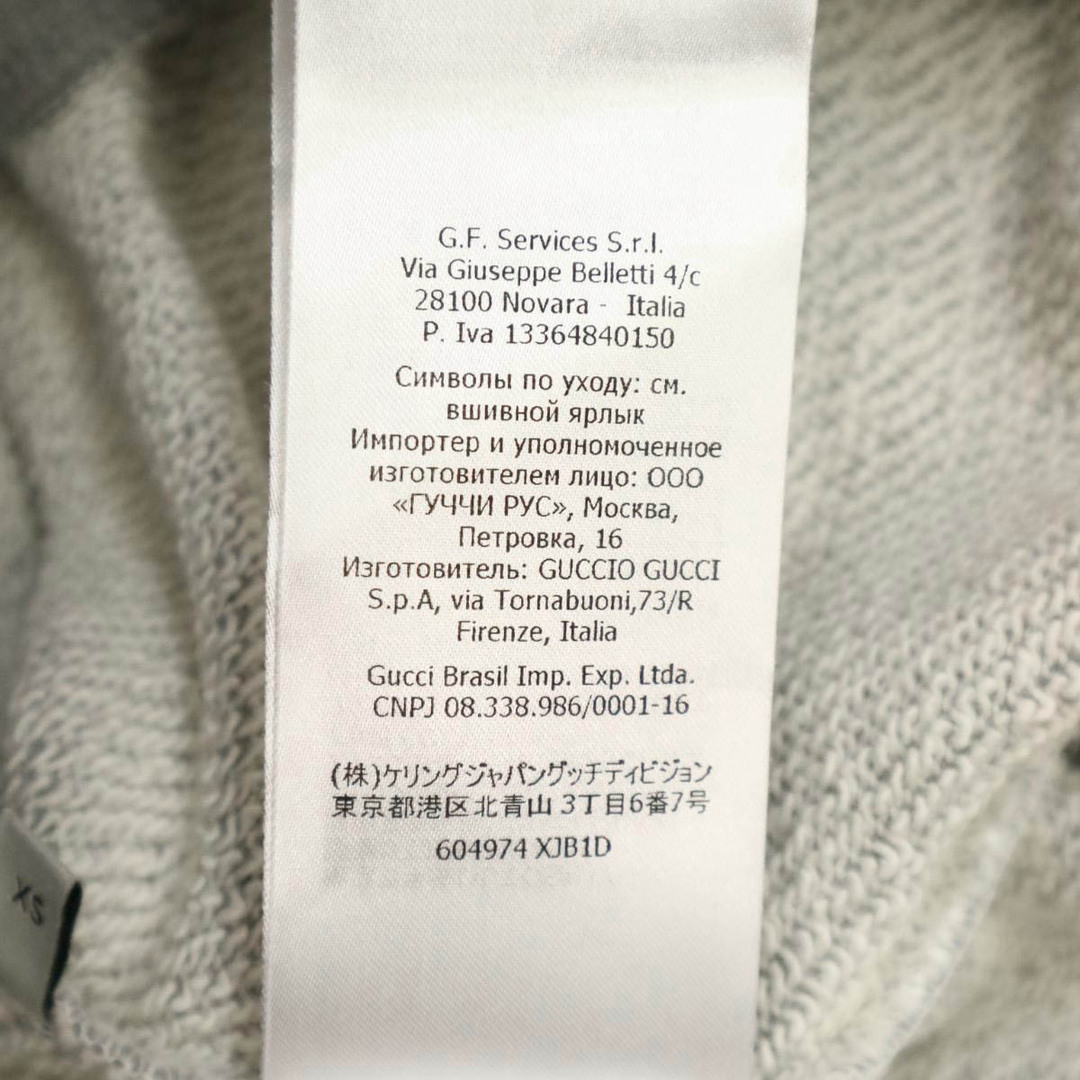 G.F. Services S.r.l.
Via Giuseppe Belletti 4/c
28100 Novara - Italia
P. Iva 13364840150
Символы по уходу: см.
вшивной ярлык
Импортер и уполномоченное
изготовителем лицо: ООО
«ГУЧЧИ РУС», Москва,
Петровка, 16
Изготовитель: GUCCIO GUCCI
S.p.A, via Tornabuoni,73/R
Firenze, Italia
Gucci Brasil Imp. Exp. Ltda.
CNPJ 08.338.986/0001-16
(株)ケリングジャパングッチディビジョン
東京都港区北青山3丁目6番7号
604974 XJB1D
XS